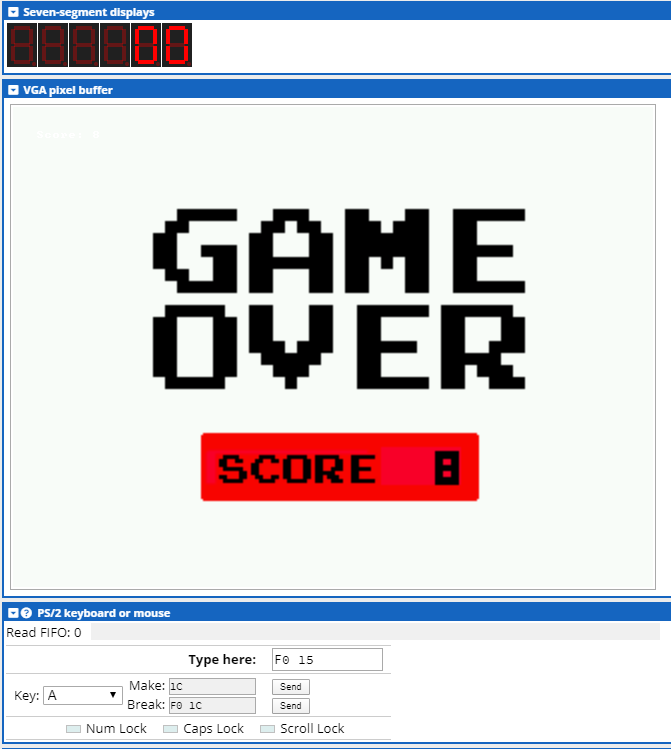 Seven-segment displays
00
VGA pixel buffer
GAME
OVER
SCORE 8
PS/2 keyboard or mouse
Read FIFO: 0
Type here: F0 15
Key: A
Make: 1C Send
Break: F0 1C Send
Num Lock Caps Lock Scroll Lock